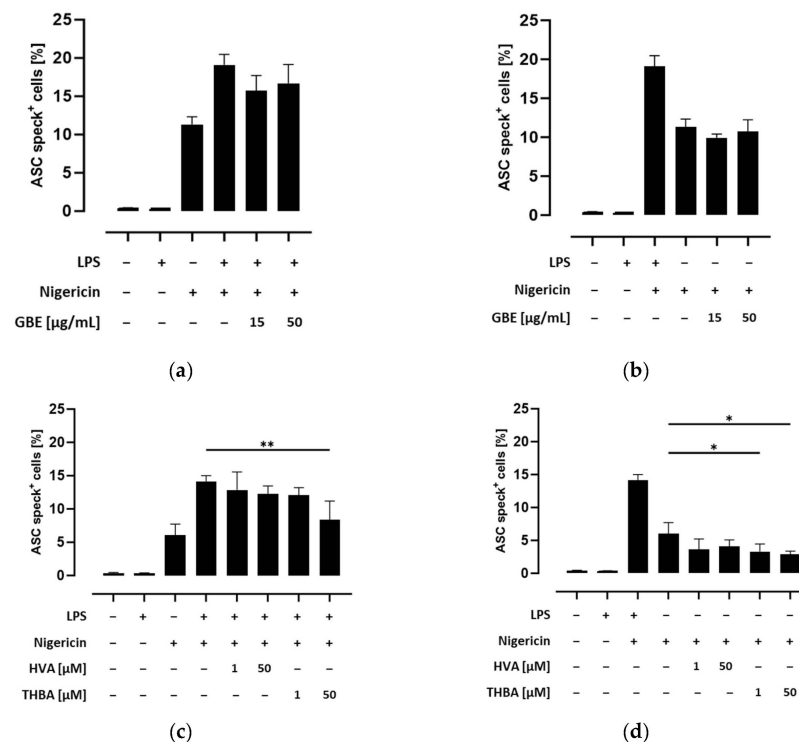 ASC speck⁺ cells [%]
25
20
15
10
5
0
LPS – + – + + +
Nigericin – – + + + +
GBE [µg/mL] – – – – 15 50
(a)
ASC speck⁺ cells [%]
25
20
15
10
5
0
LPS – + + – – –
Nigericin – – + + + +
GBE [µg/mL] – – – – 15 50
(b)
ASC speck⁺ cells [%]
25
20
15
10
5
0
**
LPS – + – + + + + +
Nigericin – – + + + + + +
HVA [µM] – – – – 1 50 – –
THBA [µM] – – – – – – 1 50
(c)
ASC speck⁺ cells [%]
25
20
15
10
5
0
*
*
LPS – + + – – – – –
Nigericin – – + + + + + +
HVA [µM] – – – – 1 50 – –
THBA [µM] – – – – – – 1 50
(d)